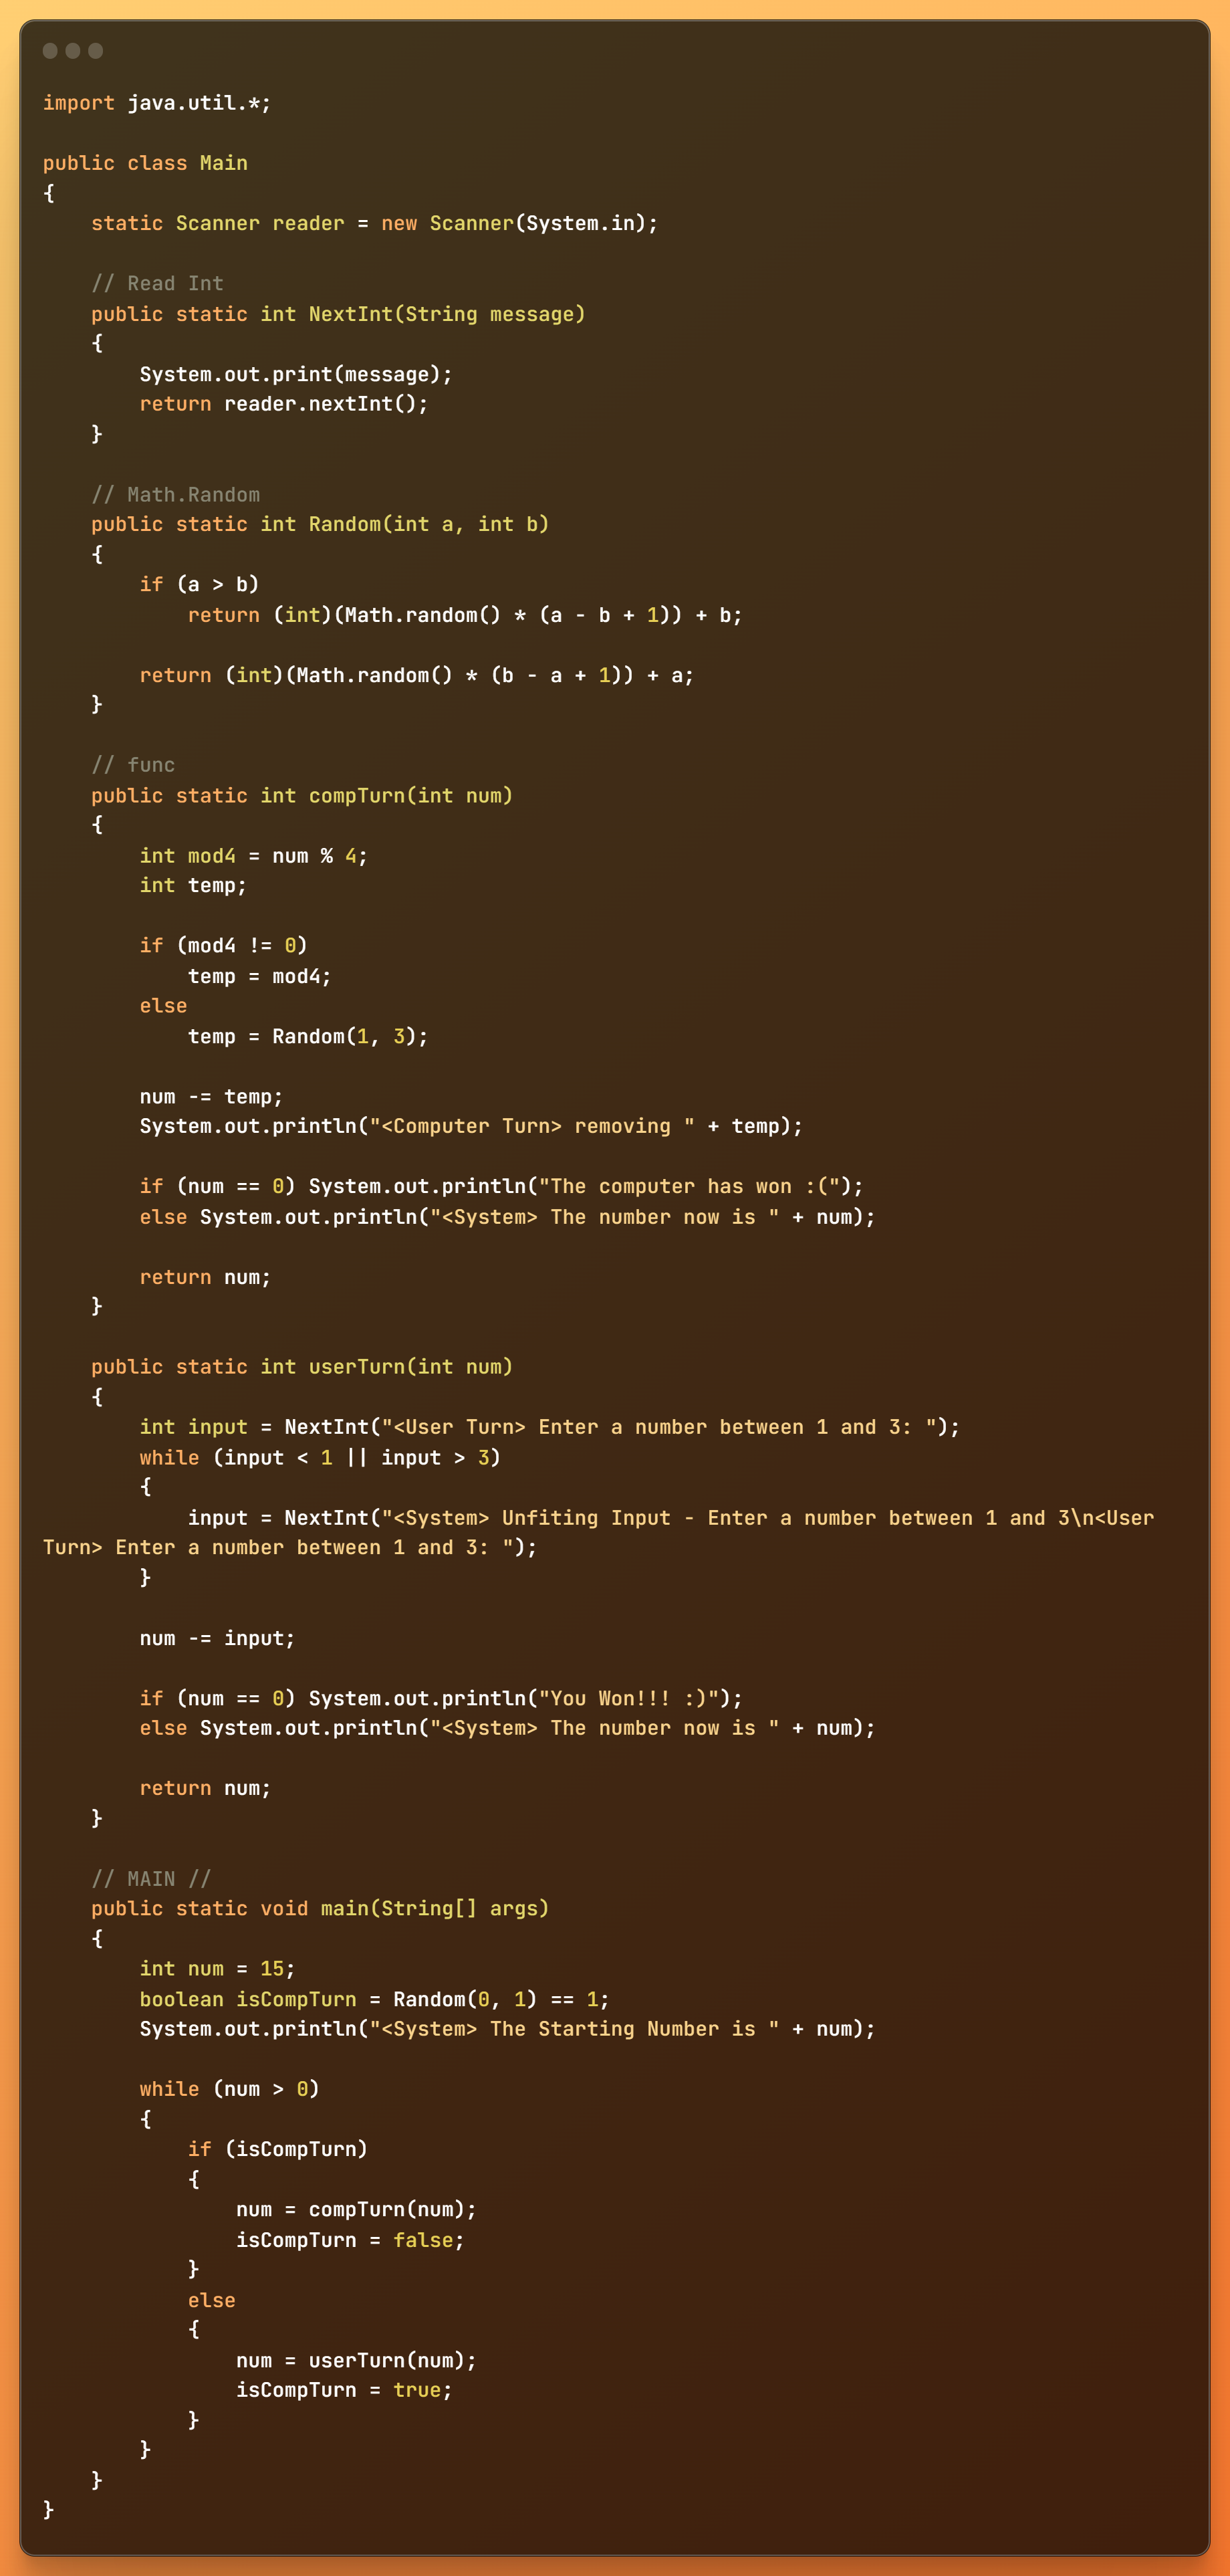 import java.util.*;

public class Main
{
    static Scanner reader = new Scanner(System.in);

    // Read Int
    public static int NextInt(String message)
    {
        System.out.print(message);
        return reader.nextInt();
    }

    // Math.Random
    public static int Random(int a, int b)
    {
        if (a > b)
            return (int)(Math.random() * (a - b + 1)) + b;

        return (int)(Math.random() * (b - a + 1)) + a;
    }

    // func
    public static int compTurn(int num)
    {
        int mod4 = num % 4;
        int temp;

        if (mod4 != 0)
            temp = mod4;
        else
            temp = Random(1, 3);

        num -= temp;
        System.out.println("<Computer Turn> removing " + temp);

        if (num == 0) System.out.println("The computer has won :(");
        else System.out.println("<System> The number now is " + num);

        return num;
    }

    public static int userTurn(int num)
    {
        int input = NextInt("<User Turn> Enter a number between 1 and 3: ");
        while (input < 1 || input > 3)
        {
            input = NextInt("<System> Unfiting Input - Enter a number between 1 and 3\n<User
Turn> Enter a number between 1 and 3: ");
        }

        num -= input;

        if (num == 0) System.out.println("You Won!!! :)");
        else System.out.println("<System> The number now is " + num);

        return num;
    }

    // MAIN //
    public static void main(String[] args)
    {
        int num = 15;
        boolean isCompTurn = Random(0, 1) == 1;
        System.out.println("<System> The Starting Number is " + num);

        while (num > 0)
        {
            if (isCompTurn)
            {
                num = compTurn(num);
                isCompTurn = false;
            }
            else
            {
                num = userTurn(num);
                isCompTurn = true;
            }
        }
    }
}